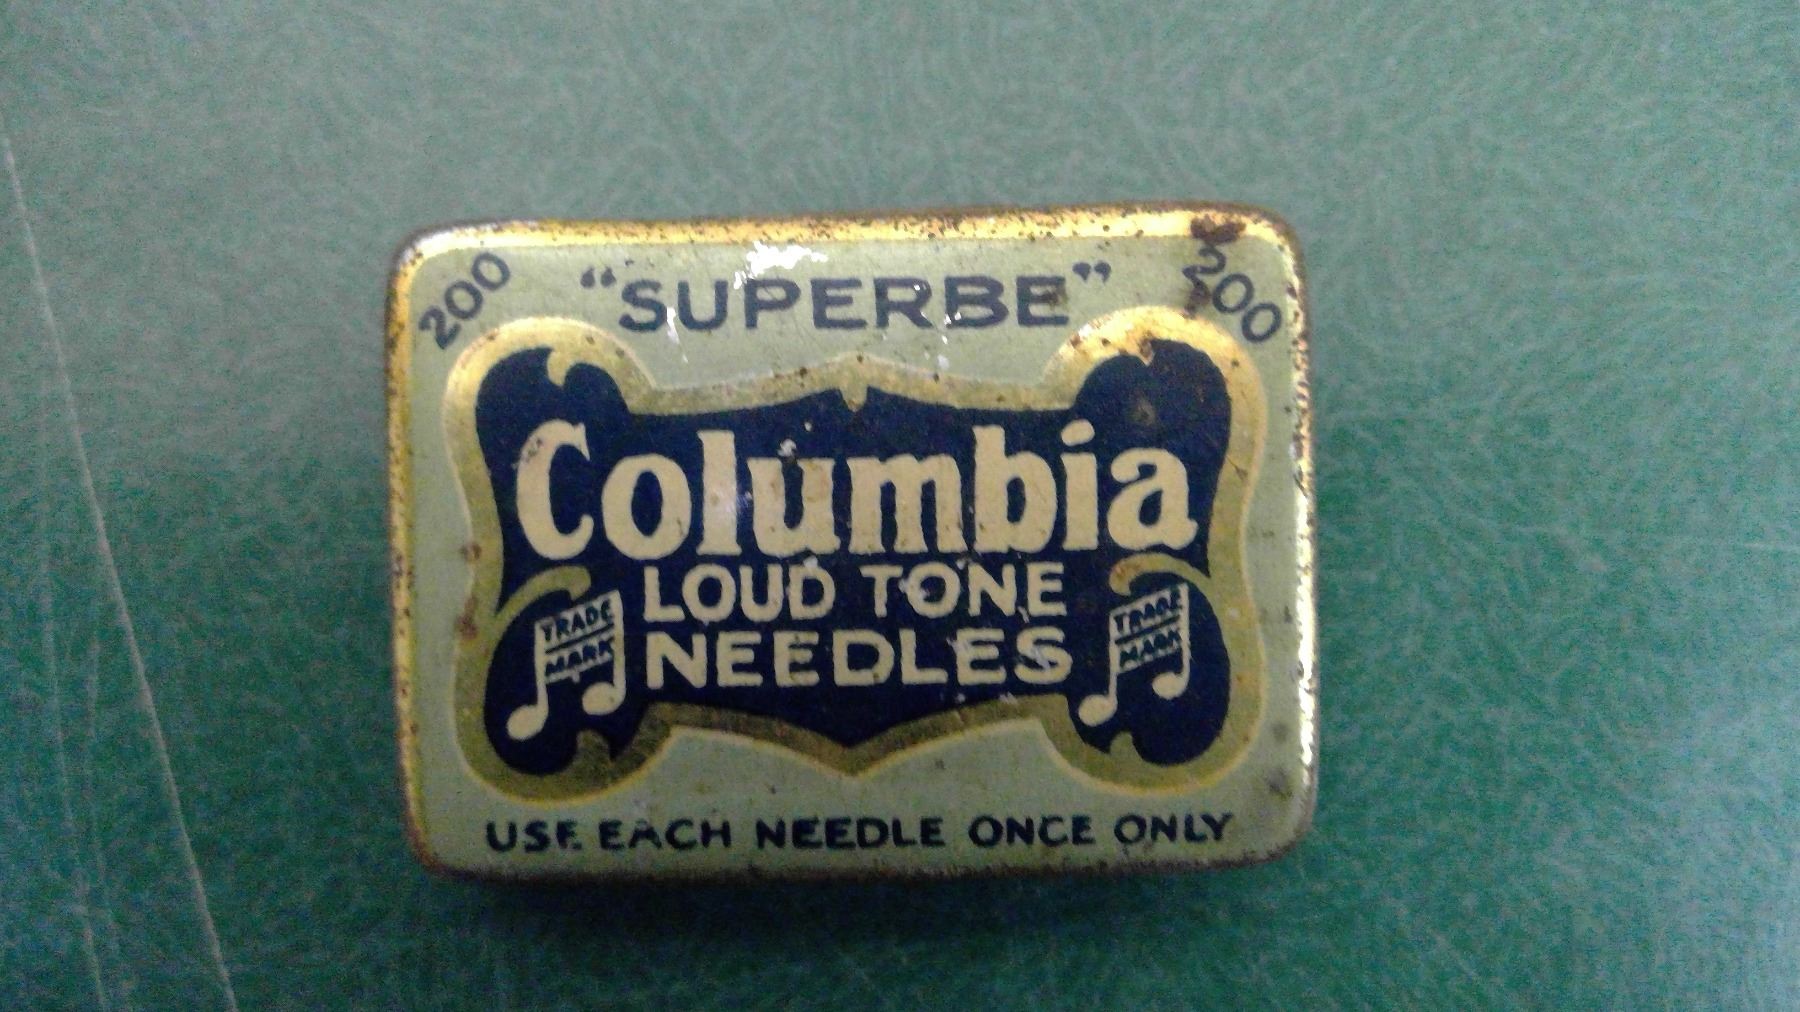 200 "SUPERBE" 200
Columbia
LOUD TONE
NEEDLES
TRADE MARK
TRADE MARK
USE EACH NEEDLE ONCE ONLY